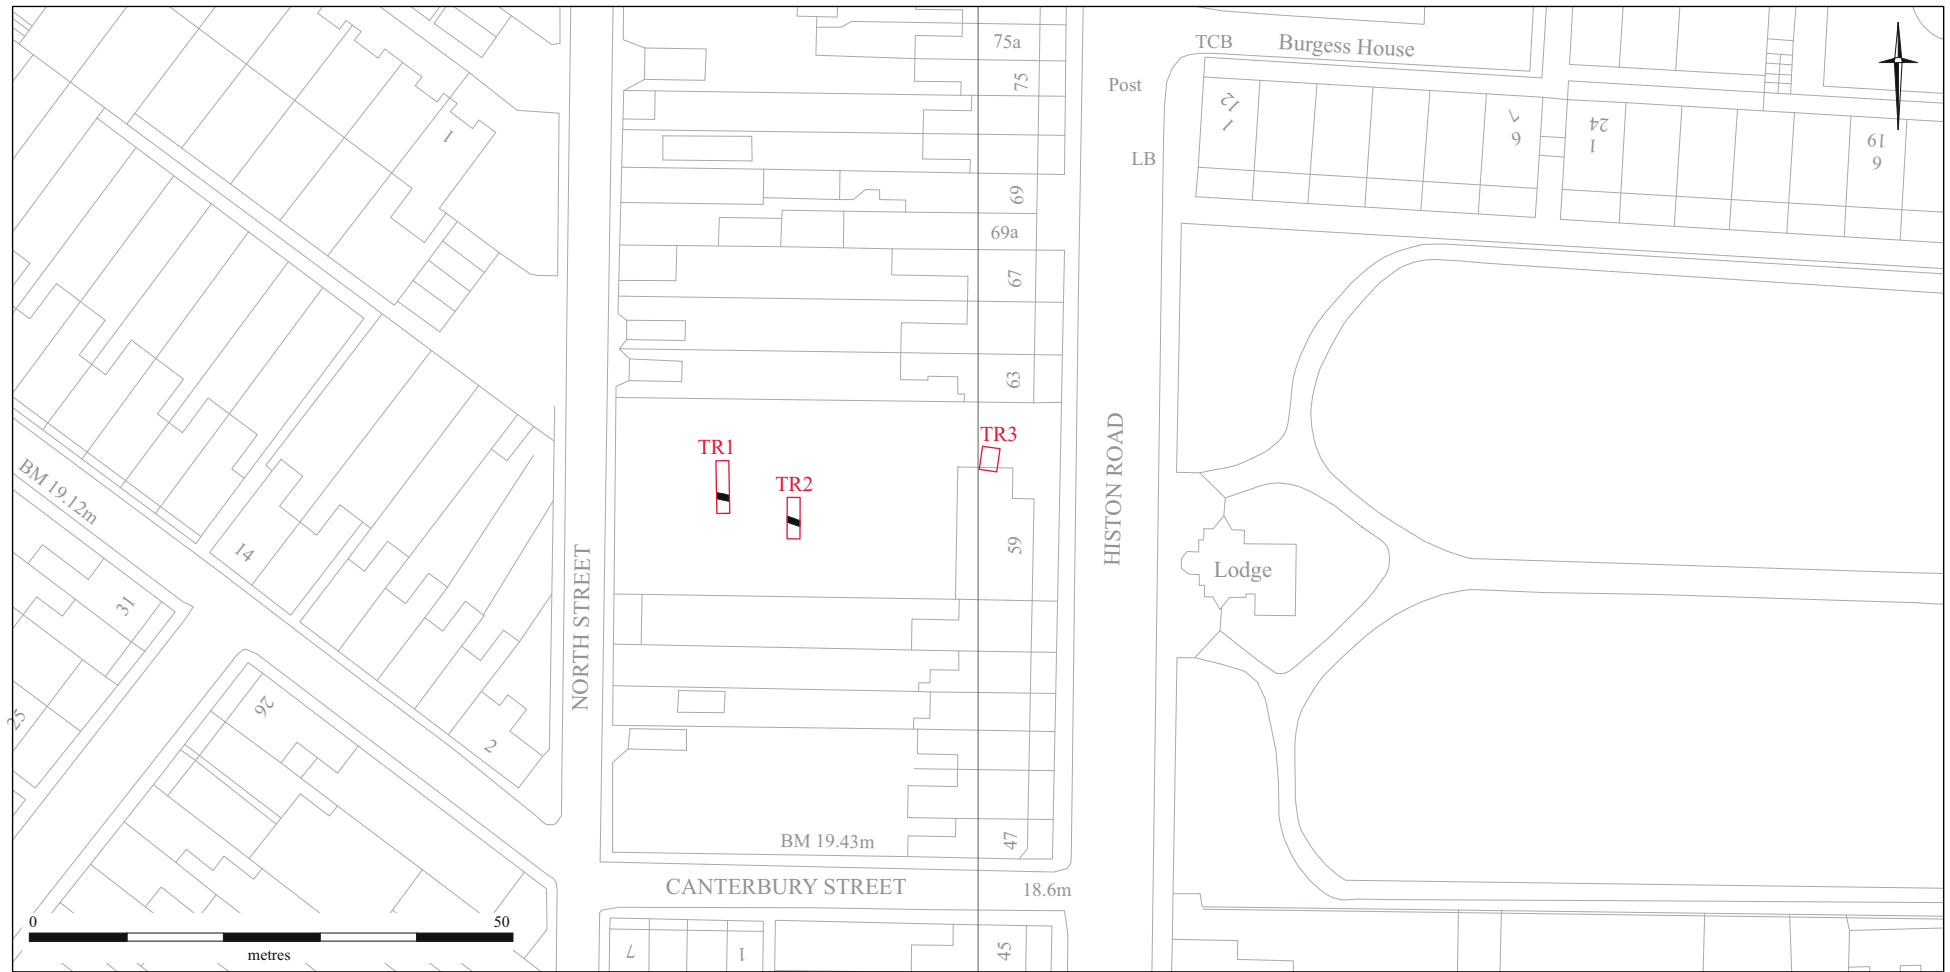 75a
TCB
Burgess House
75
Post
12
1
7
6
24
1
19
6
1
LB
69
69a
67
63
TR1
TR2
TR3
BM 19.12m
14
31
25
26
2
NORTH STREET
HISTON ROAD
59
Lodge
BM 19.43m
47
CANTERBURY STREET
18.6m
0
50
metres
7
1
45